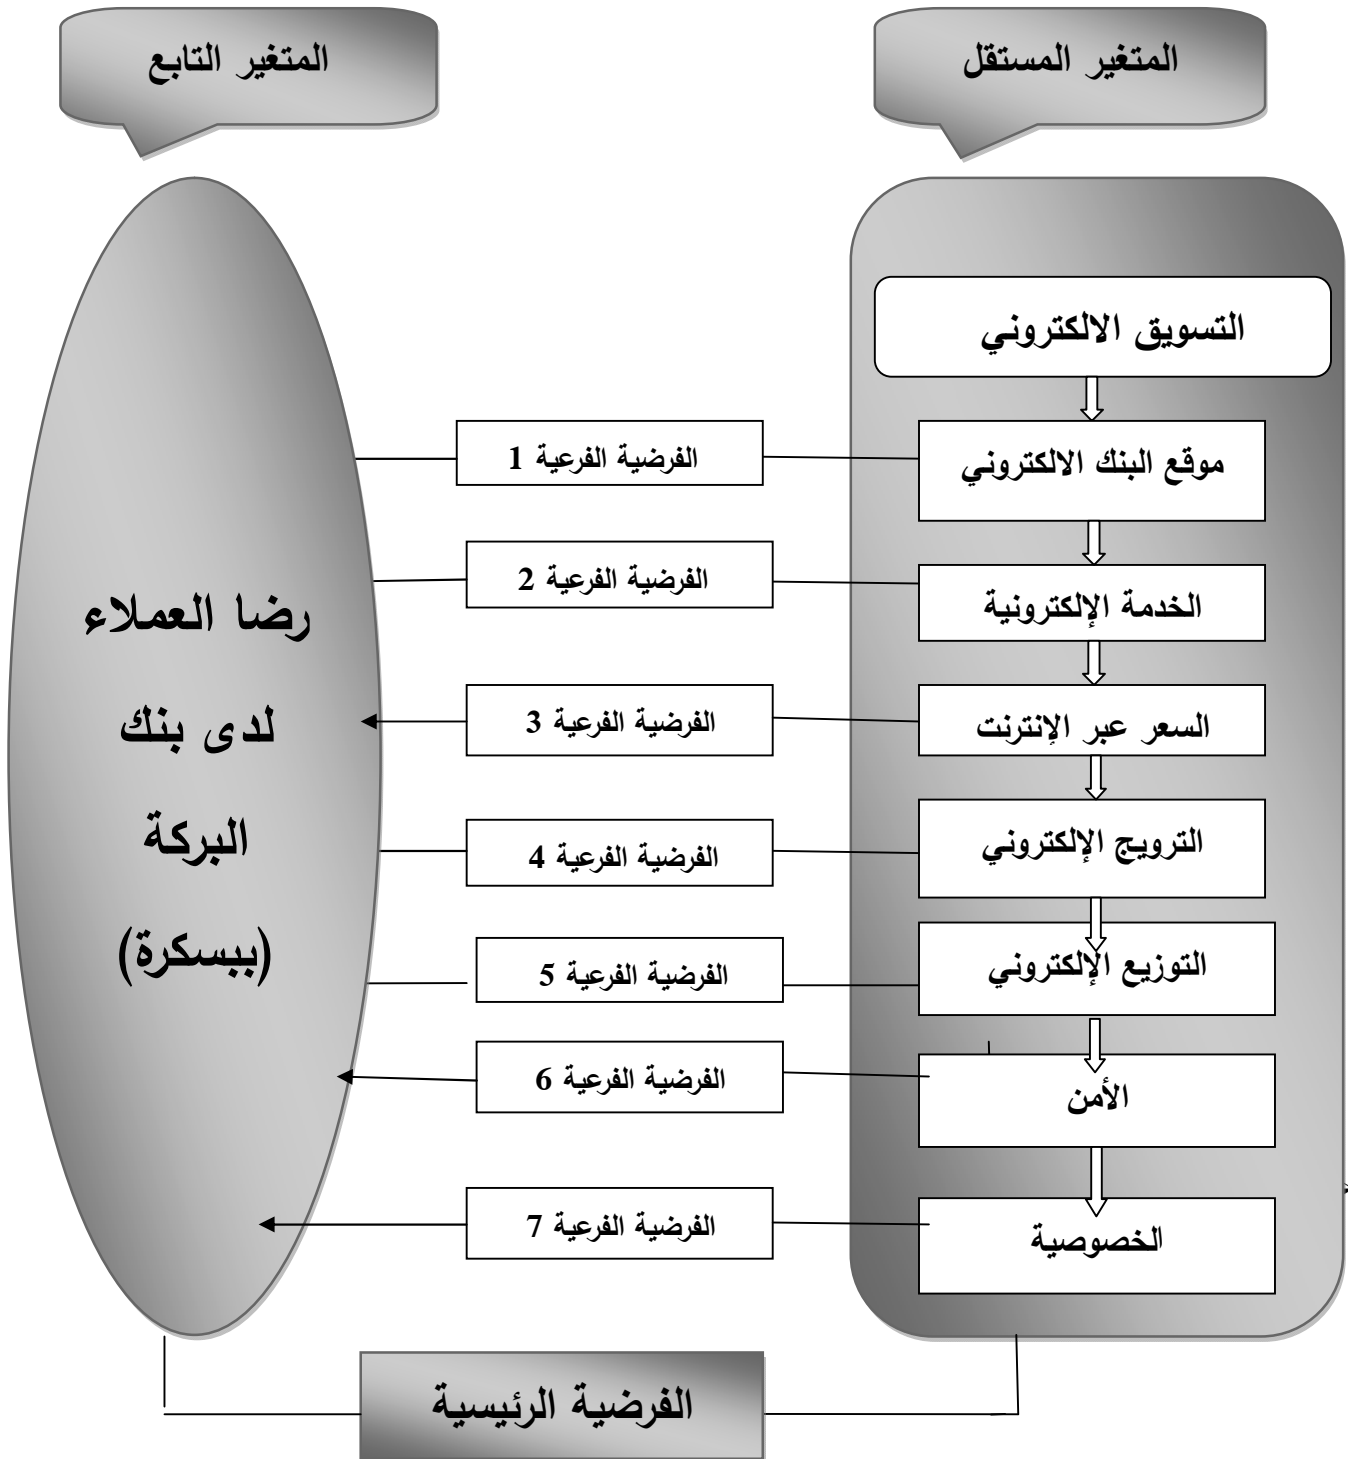 المتغير المستقل
المتغير التابع
التسويق الالكتروني
موقع البنك الالكتروني
الفرضية الفرعية 1
الخدمة الإلكترونية
الفرضية الفرعية 2
السعر عبر الإنترنت
الفرضية الفرعية 3
الترويج الإلكتروني
الفرضية الفرعية 4
التوزيع الإلكتروني
الفرضية الفرعية 5
الأمن
الفرضية الفرعية 6
الخصوصية
الفرضية الفرعية 7
رضا العملاء
لدى بنك
البركة
(ببسكرة)
الفرضية الرئيسية